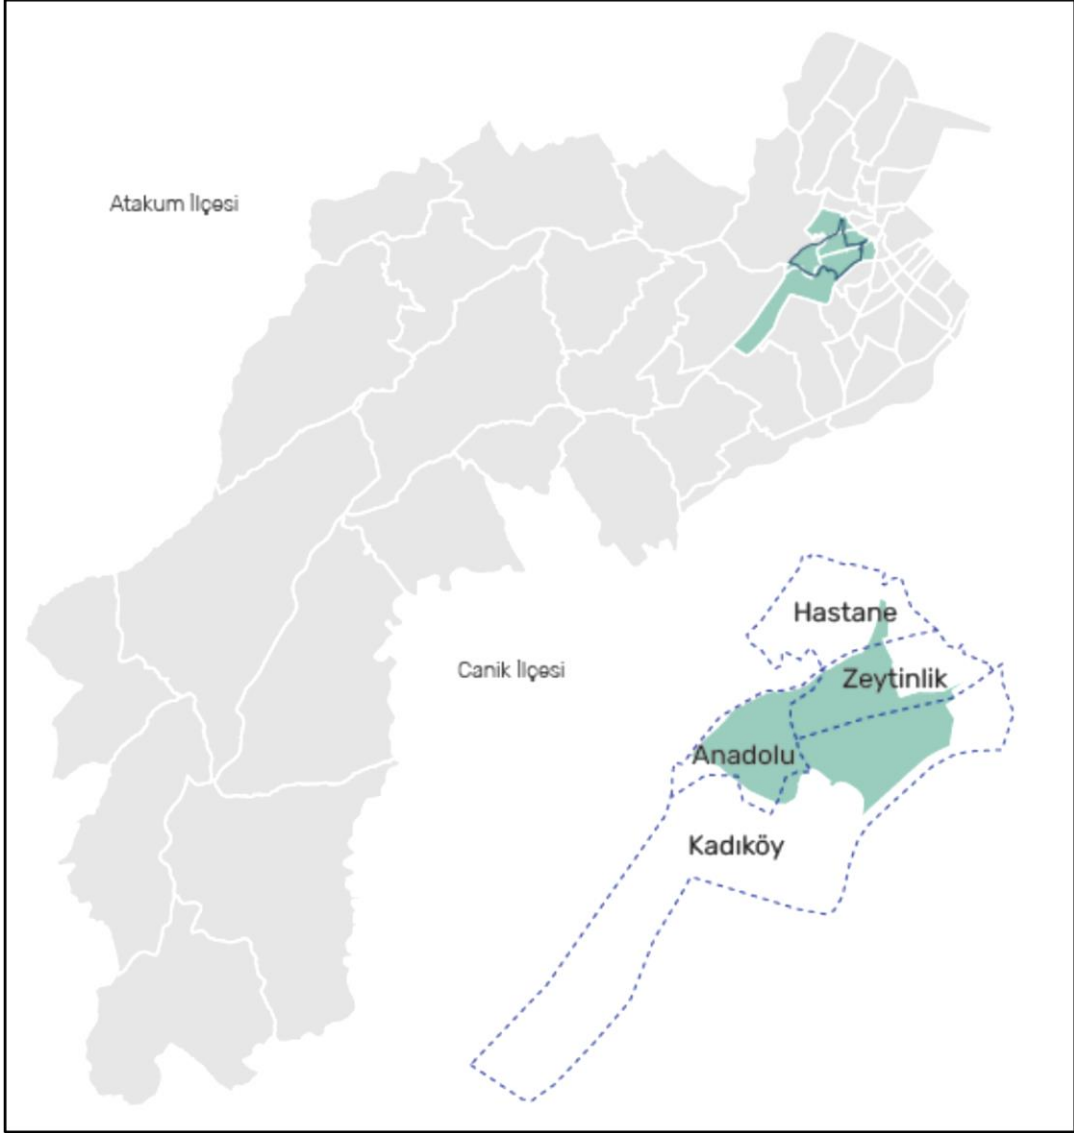 Atakum İlçesi
Hastane
Canik İlçesi
Zeytinlik
Anadolu
Kadıköy